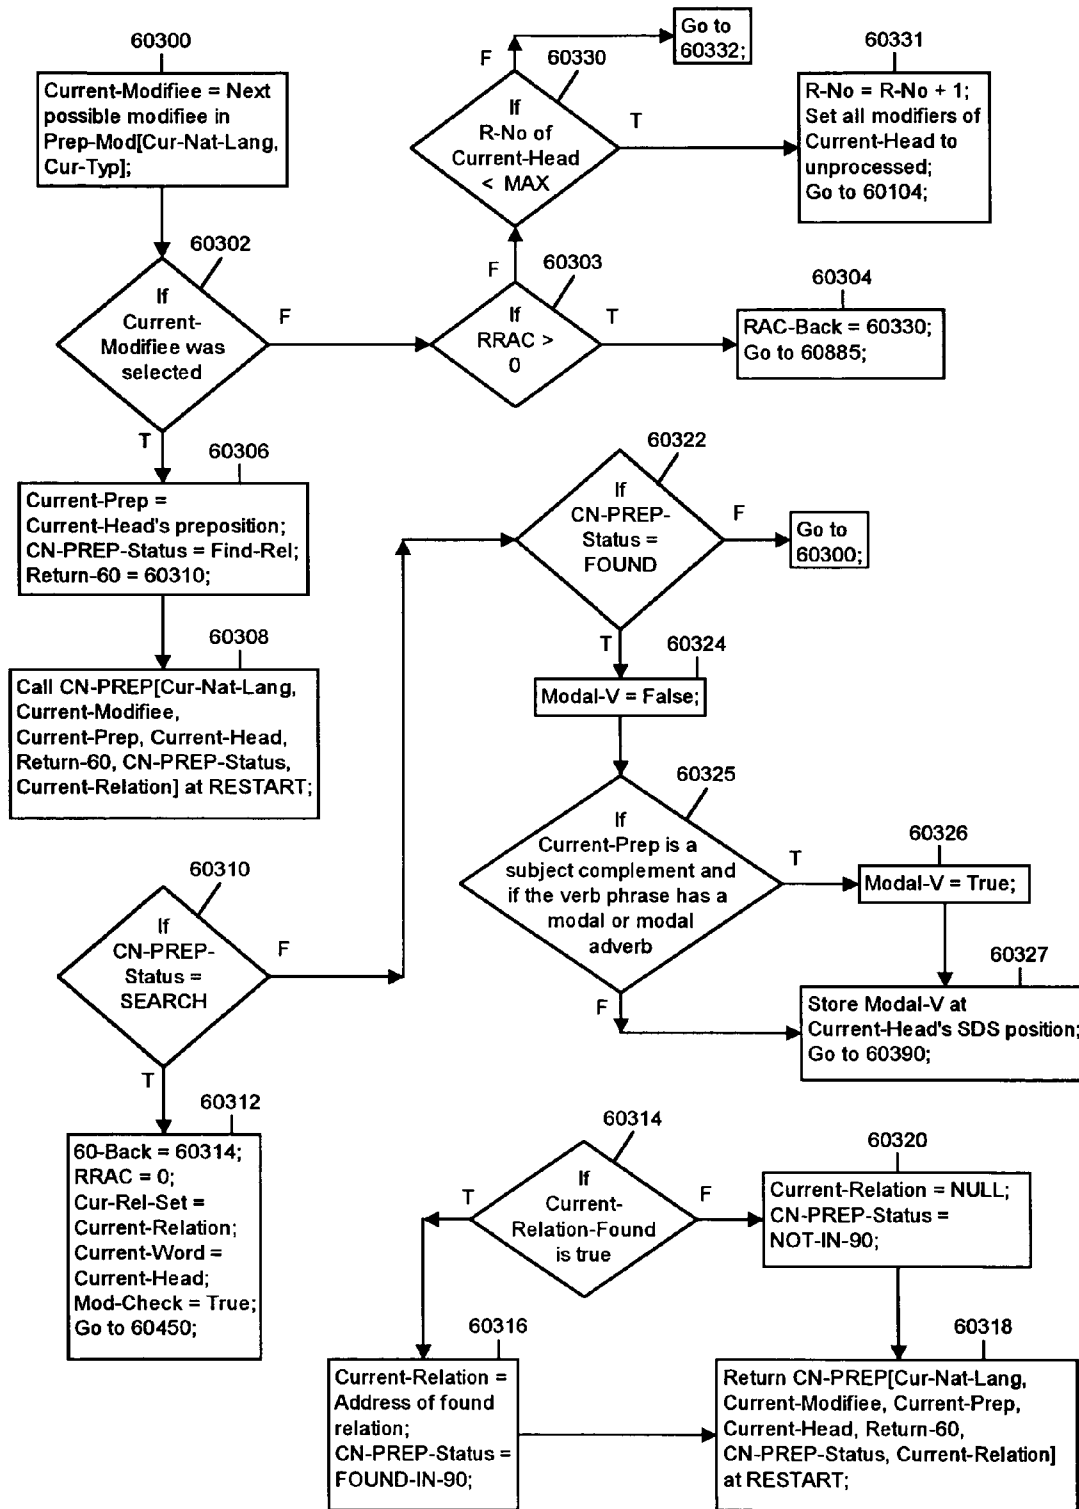 60300
Current-Modifiee = Next
possible modifiee in
Prep-Mod[Cur-Nat-Lang,
Cur-Typ];
60302
If
Current-
Modifiee was
selected
F
T
60303
If
RRAC >
0
F
T
60304
RAC-Back = 60330;
Go to 60885;
60330
If
R-No of
Current-Head
< MAX
F
T
Go to
60332;
60331
R-No = R-No + 1;
Set all modifiers of
Current-Head to
unprocessed;
Go to 60104;
60306
Current-Prep =
Current-Head's preposition;
CN-PREP-Status = Find-Rel;
Return-60 = 60310;
60308
Call CN-PREP[Cur-Nat-Lang,
Current-Modifiee,
Current-Prep, Current-Head,
Return-60, CN-PREP-Status,
Current-Relation] at RESTART;
60310
If
CN-PREP-
Status =
SEARCH
F
T
60312
60-Back = 60314;
RRAC = 0;
Cur-Rel-Set =
Current-Relation;
Current-Word =
Current-Head;
Mod-Check = True;
Go to 60450;
60322
If
CN-PREP-
Status =
FOUND
F
T
Go to
60300;
60324
Modal-V = False;
60325
If
Current-Prep is a
subject complement and
if the verb phrase has a
modal or modal
adverb
T
F
60326
Modal-V = True;
60327
Store Modal-V at
Current-Head's SDS position;
Go to 60390;
60314
If
Current-
Relation-Found
is true
T
F
60320
Current-Relation = NULL;
CN-PREP-Status =
NOT-IN-90;
60316
Current-Relation =
Address of found
relation;
CN-PREP-Status =
FOUND-IN-90;
60318
Return CN-PREP[Cur-Nat-Lang,
Current-Modifiee, Current-Prep,
Current-Head, Return-60,
CN-PREP-Status, Current-Relation]
at RESTART;